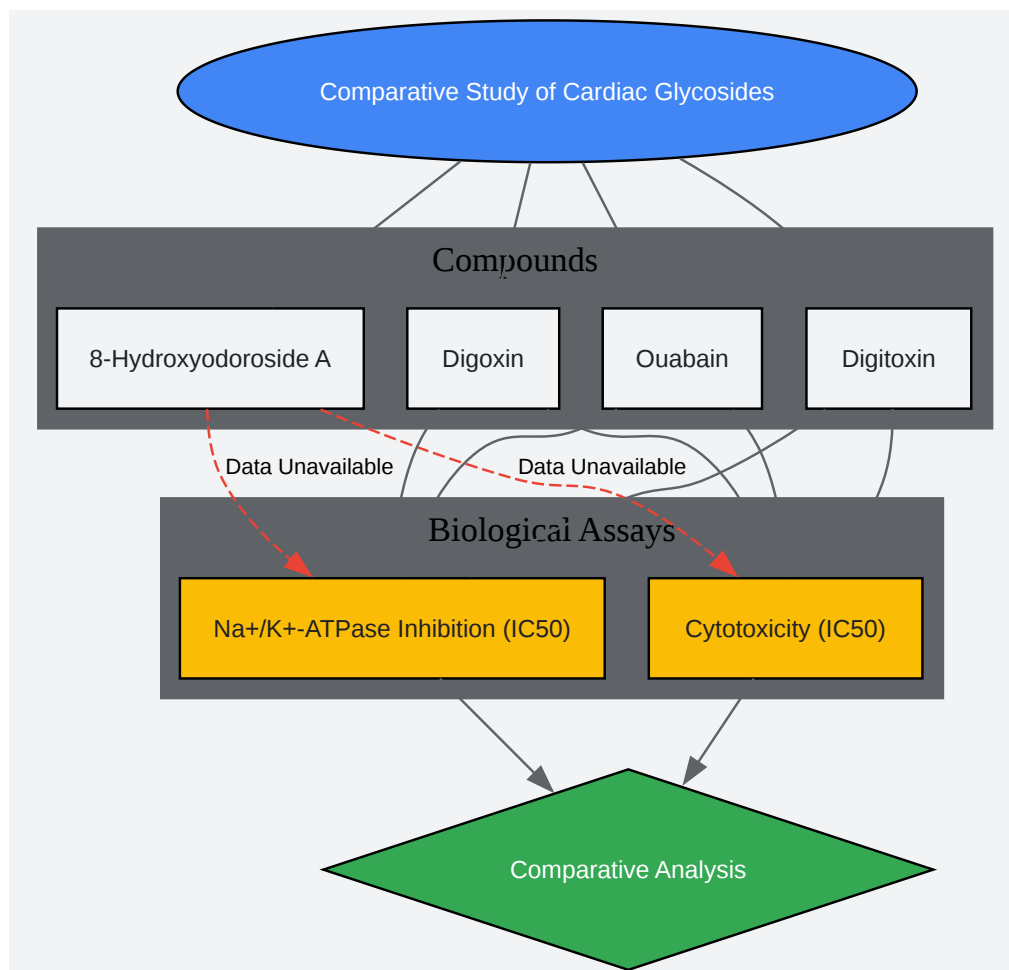 Comparative Study of Cardiac Glycosides
Compounds
8-Hydroxyodoroside A
Digoxin
Ouabain
Digitoxin
Data Unavailable
Data Unavailable
Biological Assays
Na+/K+-ATPase Inhibition (IC50)
Cytotoxicity (IC50)
Comparative Analysis